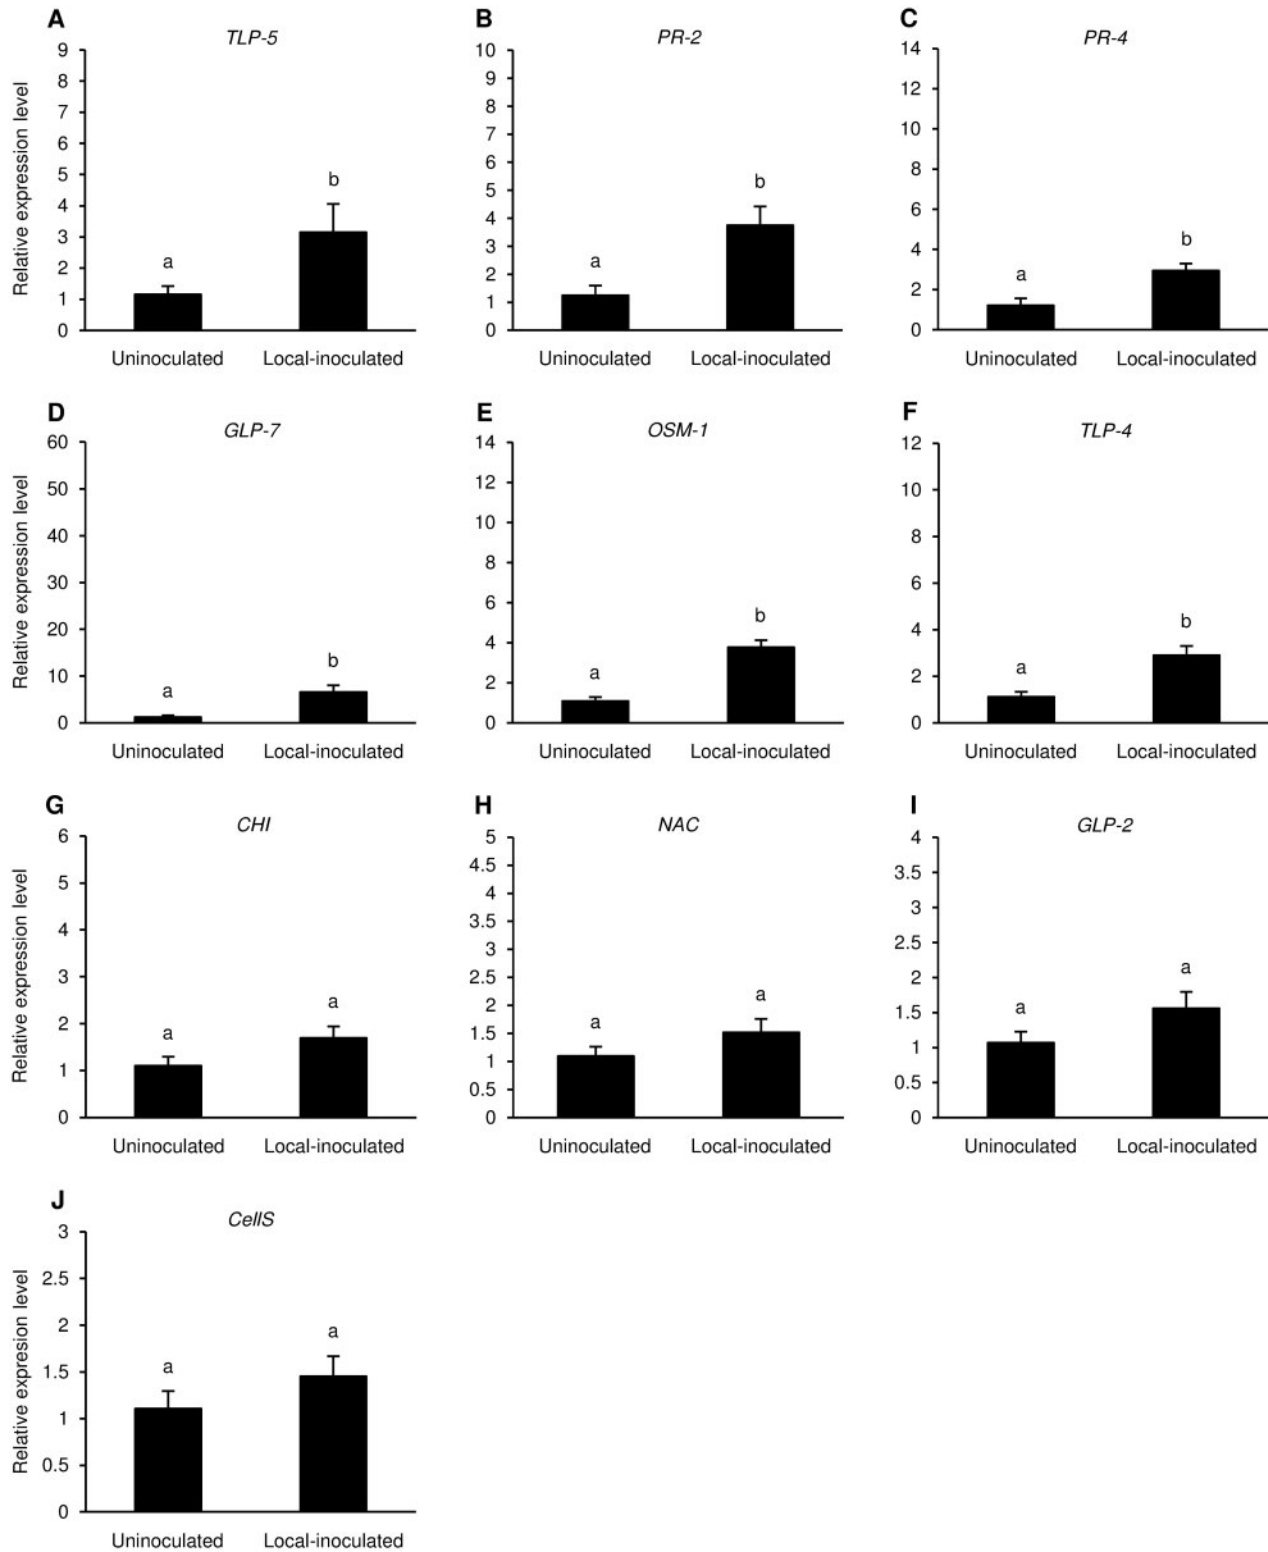 A
TLP-5
Relative expression level
9
8
7
6
5
4
3
2
1
0
a
b
Uninoculated
Local-inoculated
B
PR-2
10
9
8
7
6
5
4
3
2
1
0
a
b
Uninoculated
Local-inoculated
C
PR-4
14
12
10
8
6
4
2
0
a
b
Uninoculated
Local-inoculated
D
GLP-7
Relative expression level
60
50
40
30
20
10
0
a
b
Uninoculated
Local-inoculated
E
OSM-1
14
12
10
8
6
4
2
0
a
b
Uninoculated
Local-inoculated
F
TLP-4
12
10
8
6
4
2
0
a
b
Uninoculated
Local-inoculated
G
CHI
Relative expression level
6
5
4
3
2
1
0
a
a
Uninoculated
Local-inoculated
H
NAC
5
4.5
4
3.5
3
2.5
2
1.5
1
0.5
0
a
a
Uninoculated
Local-inoculated
I
GLP-2
4
3.5
3
2.5
2
1.5
1
0.5
0
a
a
Uninoculated
Local-inoculated
J
CellS
Relative expresion level
3
2.5
2
1.5
1
0.5
0
a
a
Uninoculated
Local-inoculated